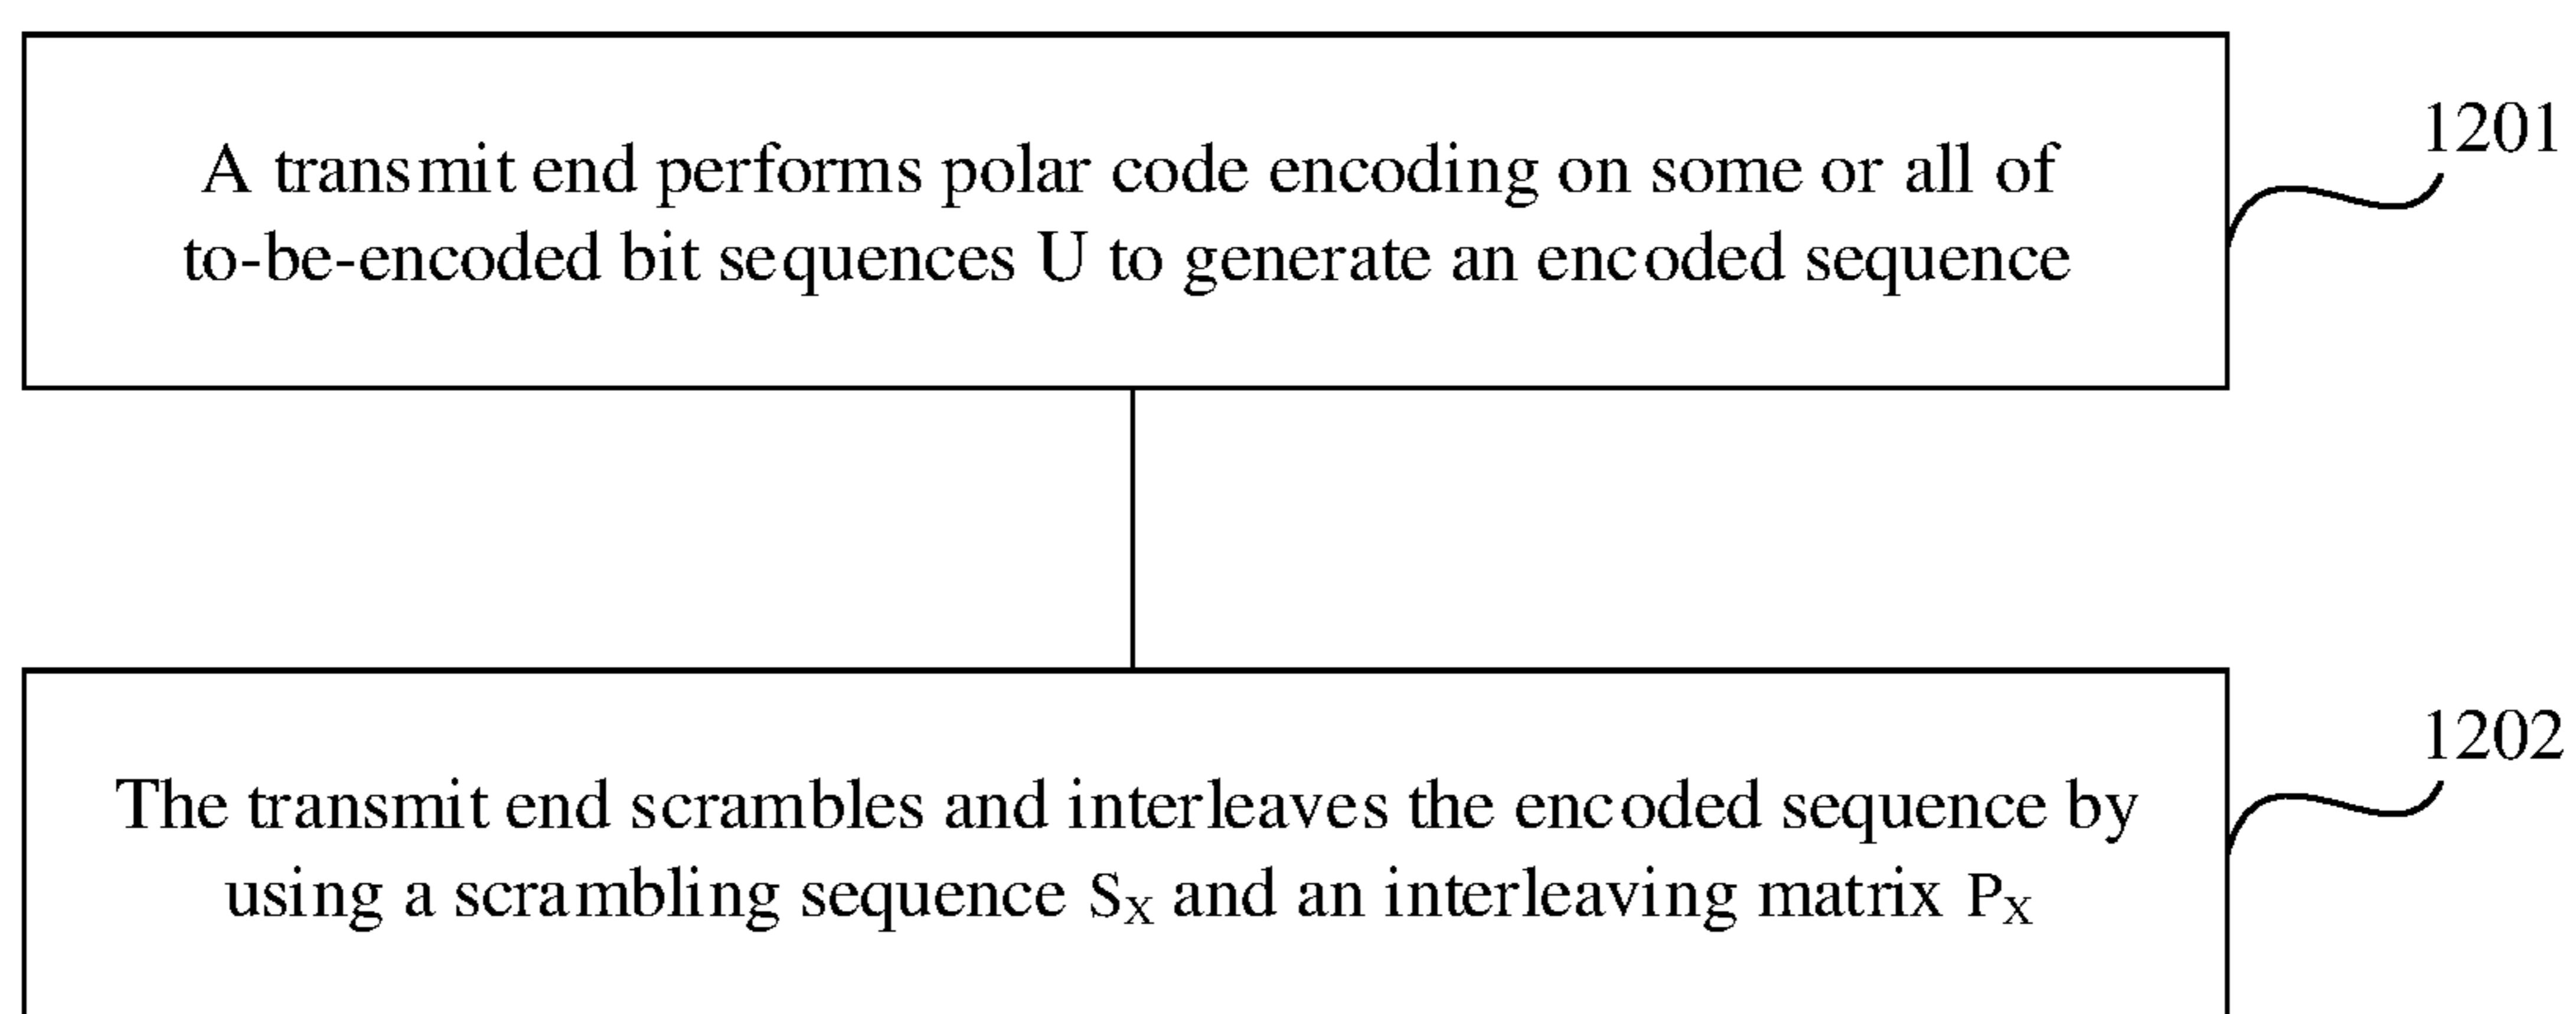 1201
A transmit end performs polar code encoding on some or all of
to-be-encoded bit sequences U to generate an encoded sequence
1202
The transmit end scrambles and interleaves the encoded sequence by
using a scrambling sequence S_X and an interleaving matrix P_X